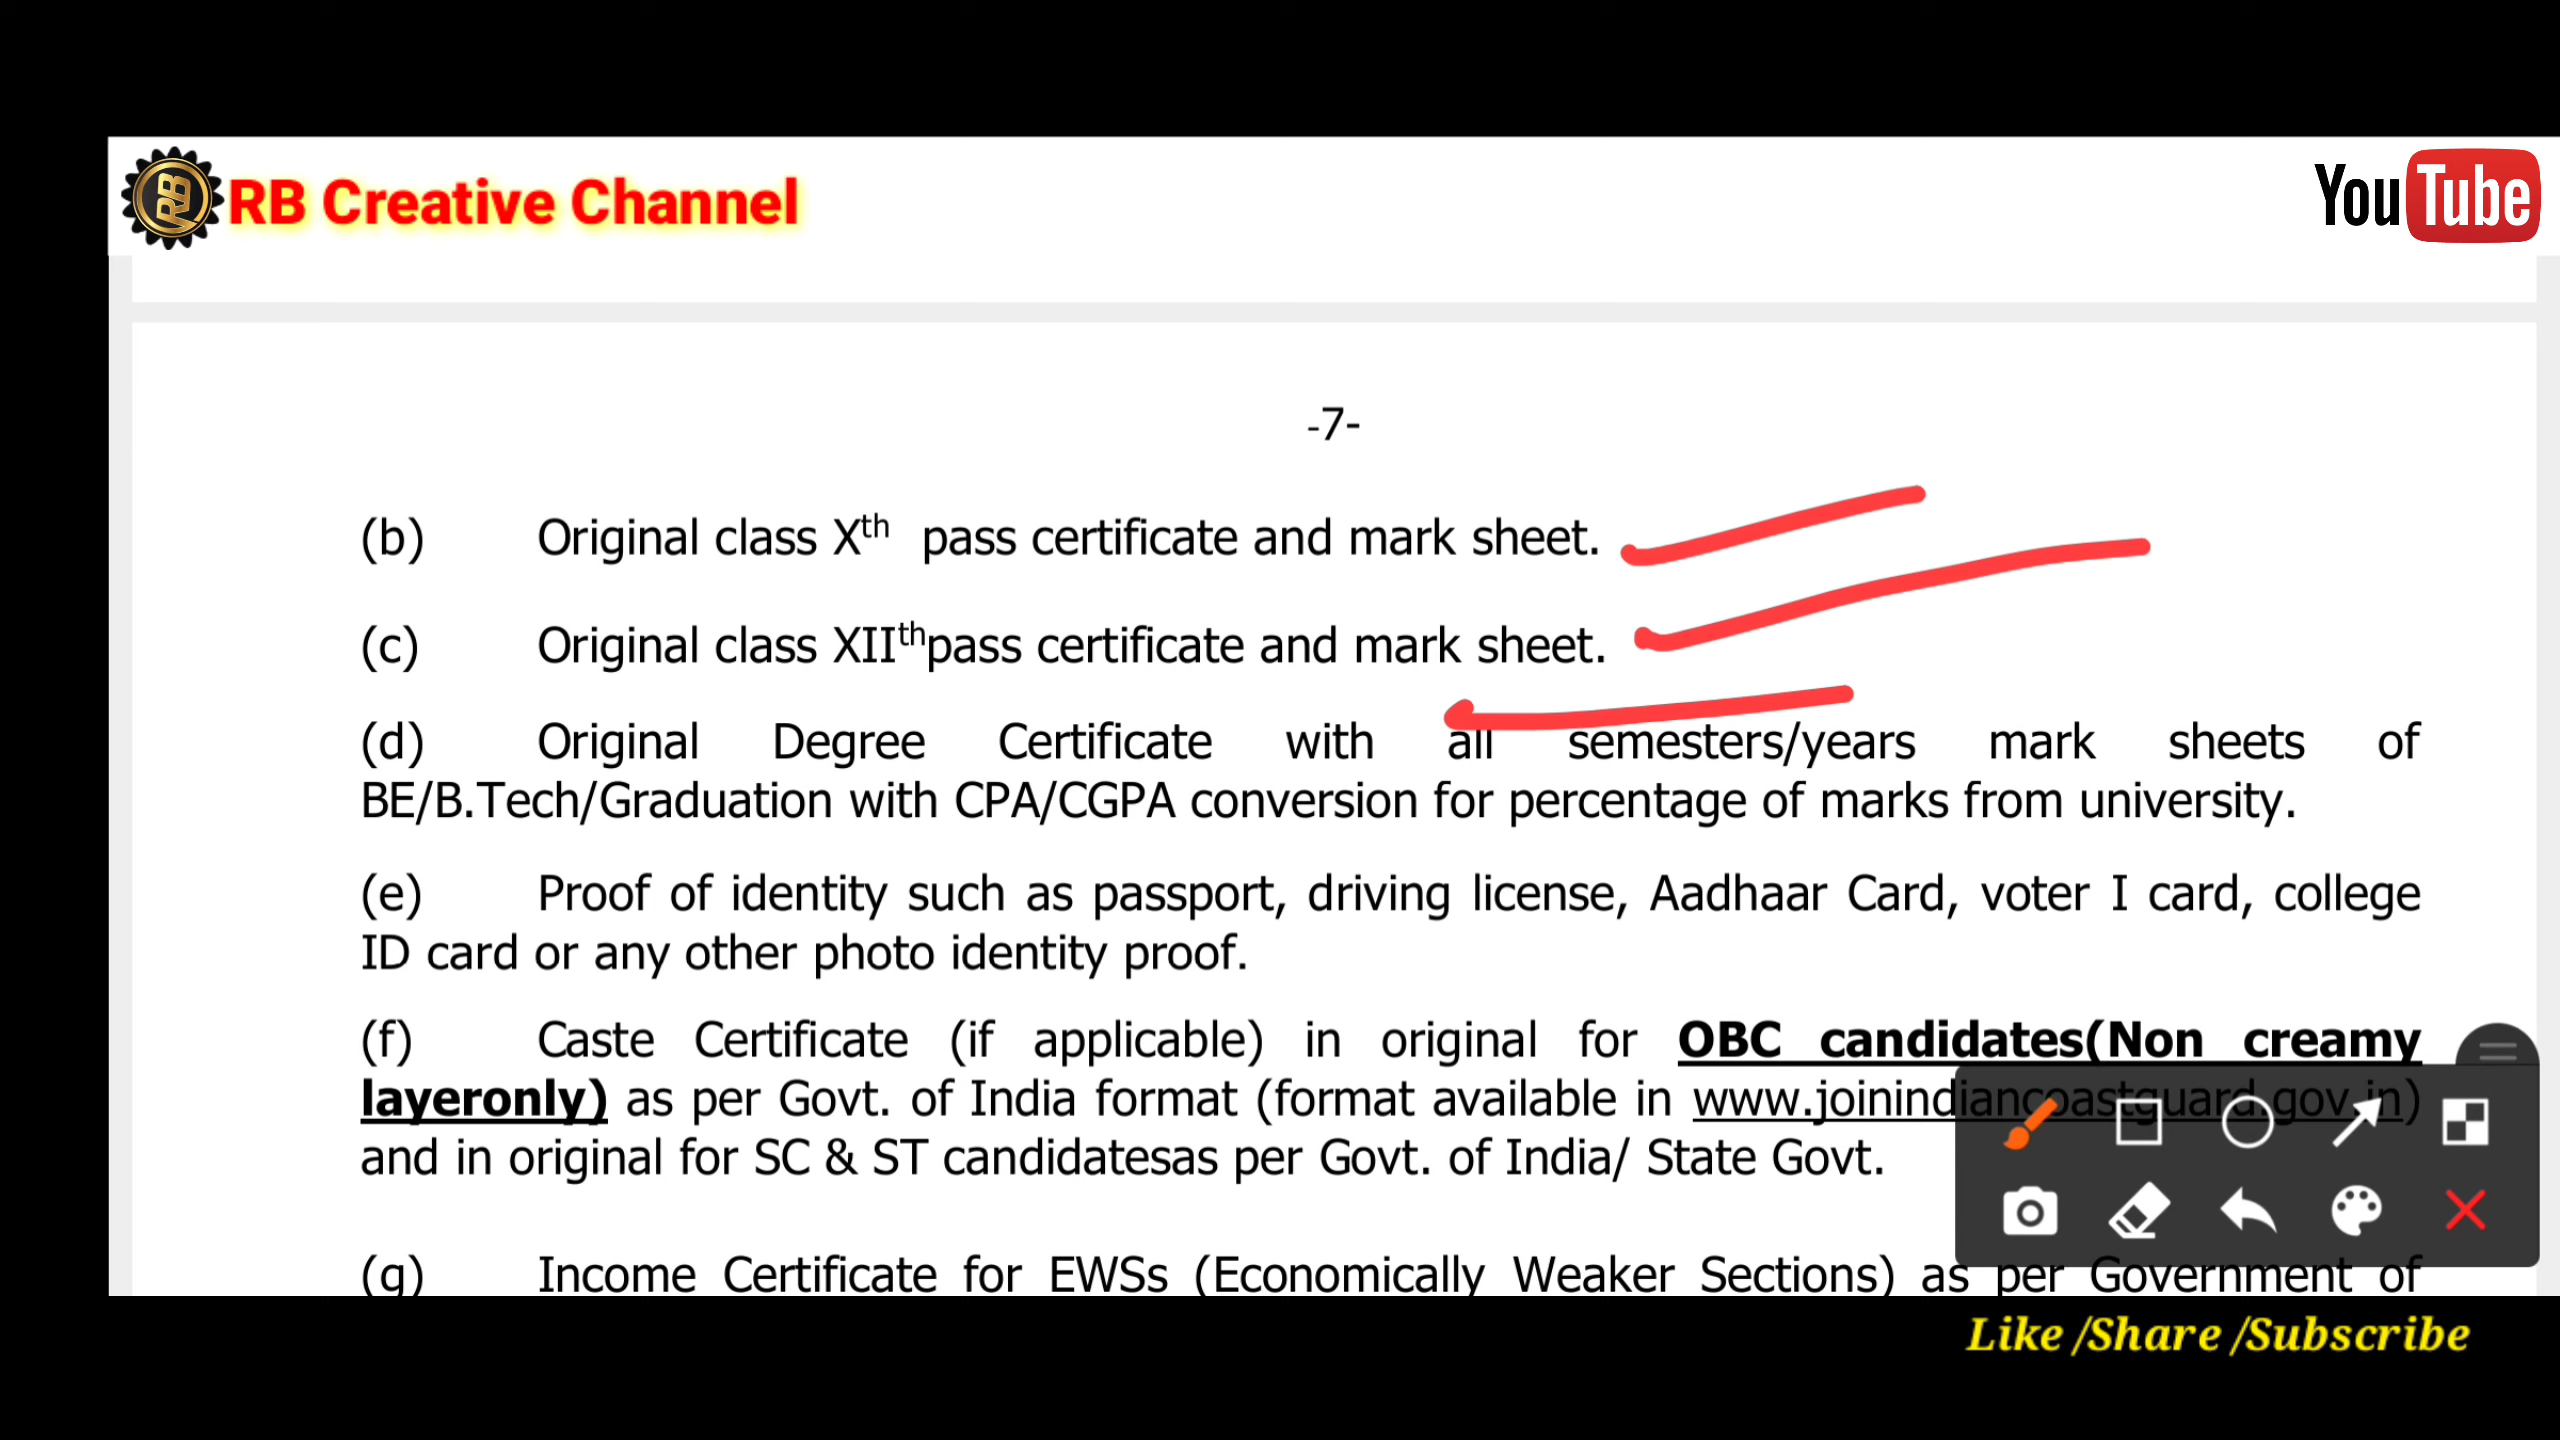 RB Creative Channel
YouTube
-7-
(b) Original class Xth pass certificate and mark sheet.
(c) Original class XIIthpass certificate and mark sheet.
(d) Original Degree Certificate with all semesters/years mark sheets of
BE/B.Tech/Graduation with CPA/CGPA conversion for percentage of marks from university.
(e) Proof of identity such as passport, driving license, Aadhaar Card, voter I card, college
ID card or any other photo identity proof.
(f) Caste Certificate (if applicable) in original for OBC candidates(Non creamy
layeronly) as per Govt. of India format (format available in www.joinindiancoastguard.gov.in)
and in original for SC & ST candidatesas per Govt. of India/ State Govt.
(g) Income Certificate for EWSs (Economically Weaker Sections) as per Government of
Like /Share /Subscribe